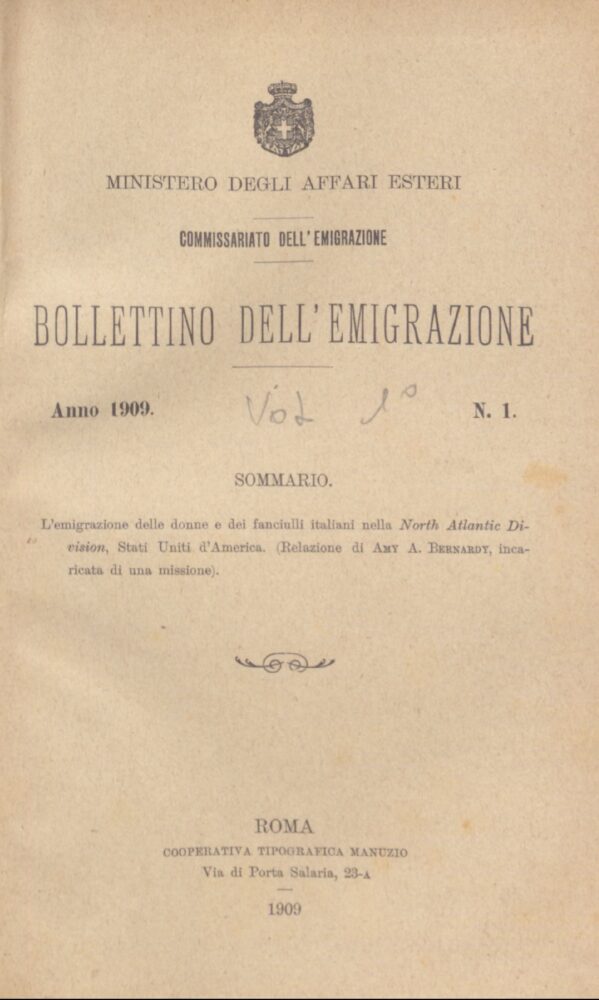 MINISTERO DEGLI AFFARI ESTERI
COMMISSARIATO DELL'EMIGRAZIONE
BOLLETTINO DELL'EMIGRAZIONE
Anno 1909. Vol 1° N. 1.
SOMMARIO.
L'emigrazione delle donne e dei fanciulli italiani nella North Atlantic Di-
vision, Stati Uniti d'America. (Relazione di AMY A. BERNARDY, inca-
ricata di una missione).
ROMA
COOPERATIVA TIPOGRAFICA MANUZIO
Via di Porta Salaria, 23-A
1909